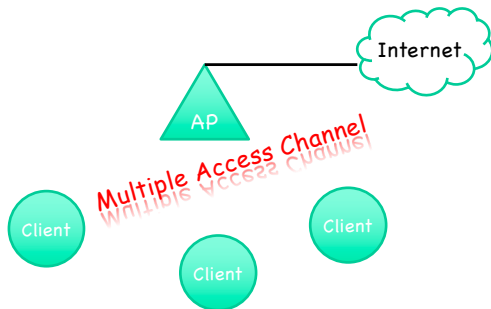 Internet
AP
Multiple Access Channel
Client
Client
Client